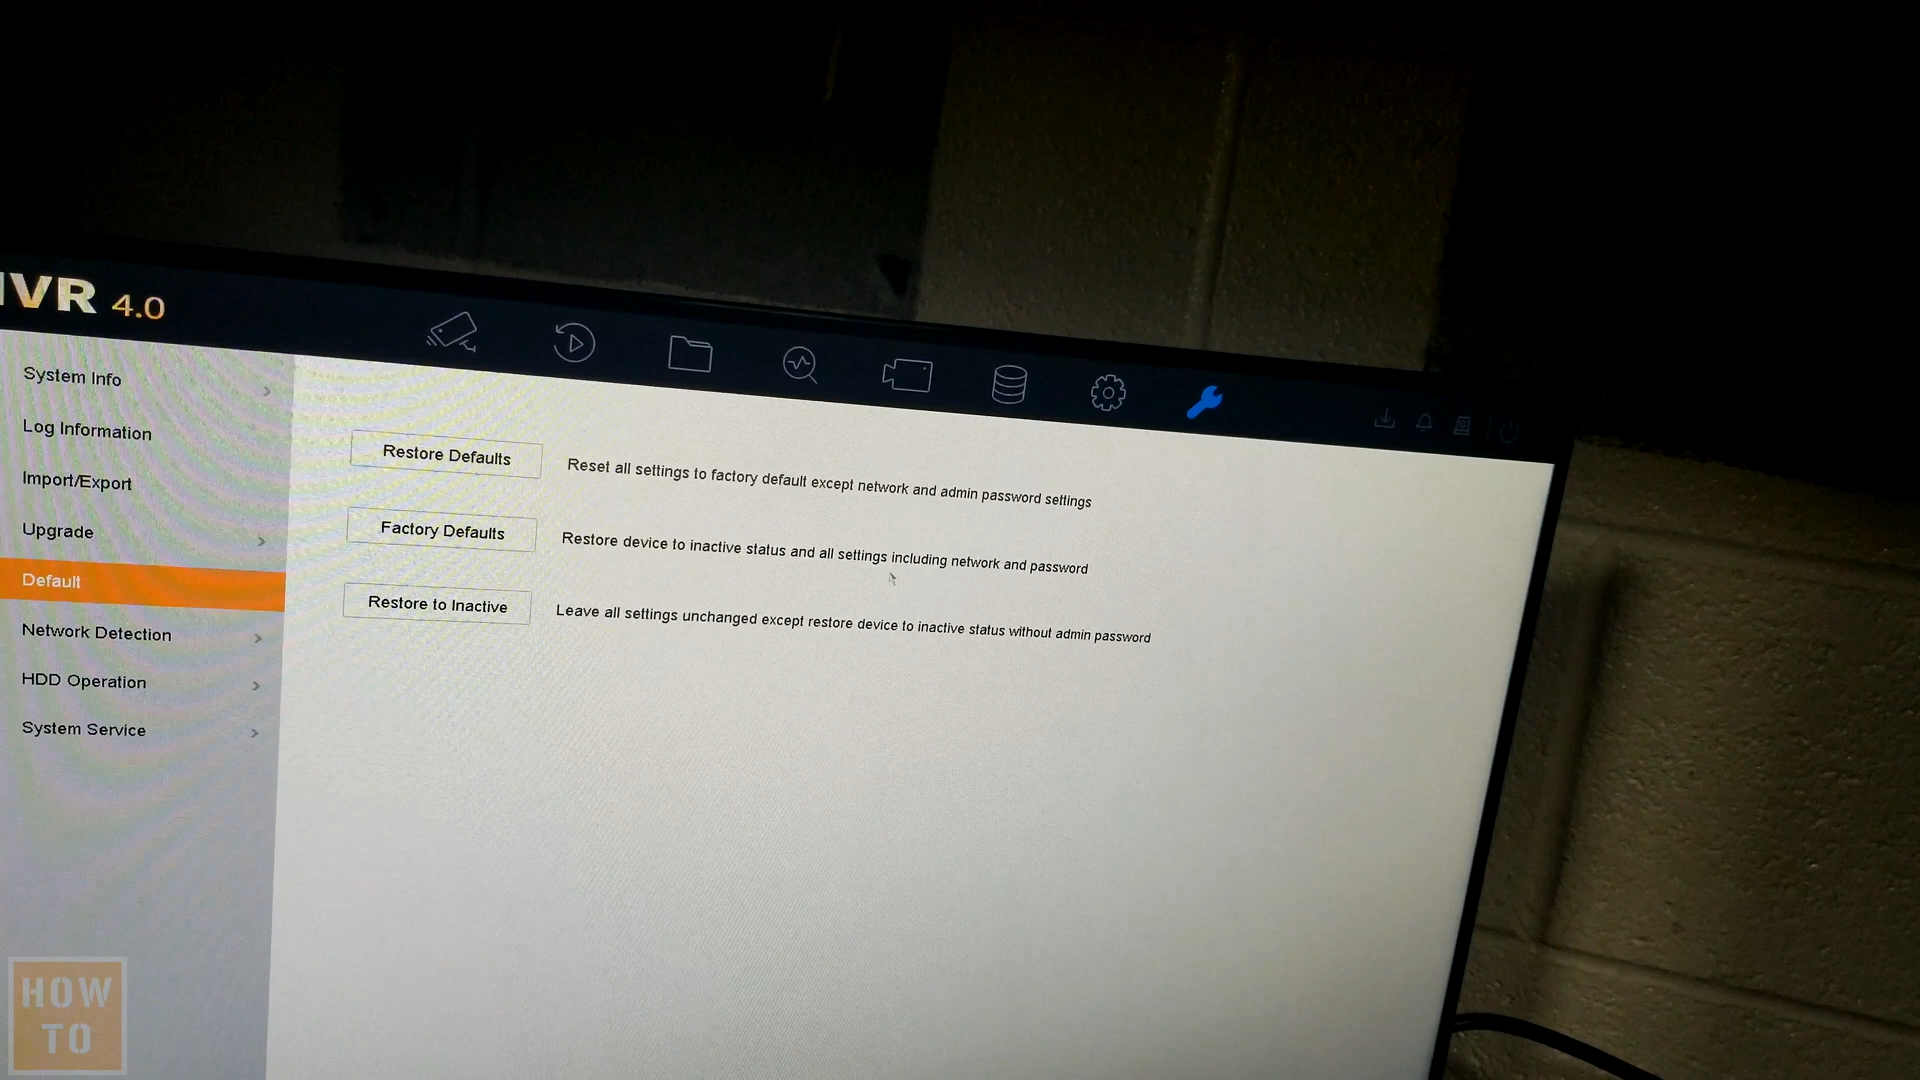 IVR 4.0
System Info
Log Information
Import/Export
Upgrade
Default
Network Detection
HDD Operation
System Service
Restore Defaults Reset all settings to factory default except network and admin password settings
Factory Defaults Restore device to inactive status and all settings including network and password
Restore to Inactive Leave all settings unchanged except restore device to inactive status without admin password
HOW
TO